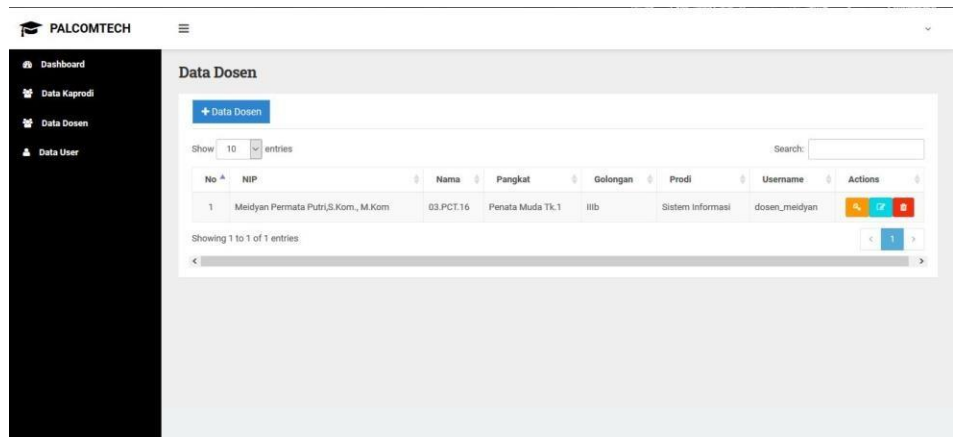 PALCOMTECH
Dashboard
Data Kaprodi
Data Dosen
Data User
Data Dosen
+ Data Dosen
Show 10 entries
Search:
No NIP Nama Pangkat Golongan Prodi Username Actions
1 Meidyan Permata Putri,S.Kom., M.Kom 03.PCT.16 Penata Muda Tk.1 IIIb Sistem Informasi dosen_meidyan
Showing 1 to 1 of 1 entries
< 1 >